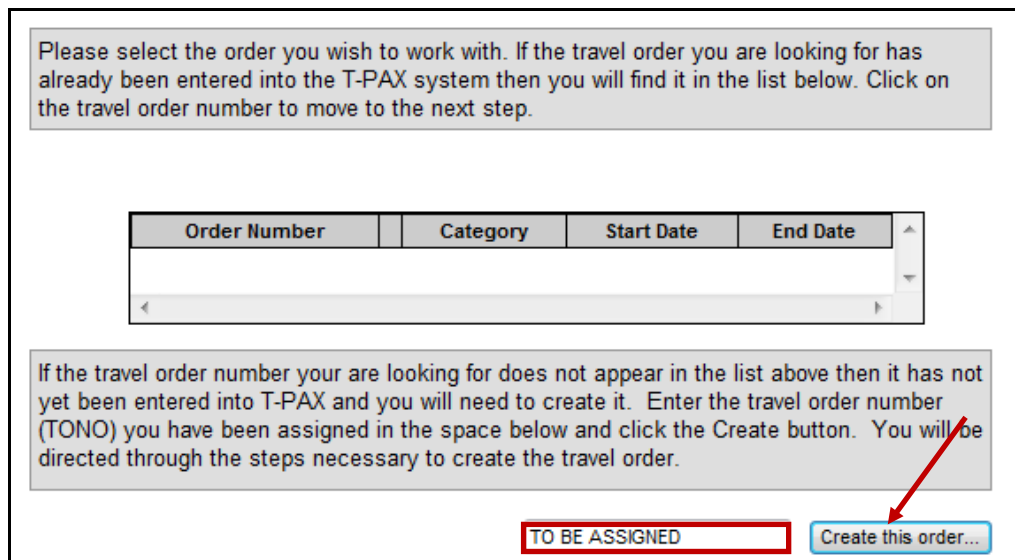 Please select the order you wish to work with. If the travel order you are looking for has
already been entered into the T-PAX system then you will find it in the list below. Click on
the travel order number to move to the next step.
Order Number Category Start Date End Date
If the travel order number your are looking for does not appear in the list above then it has not
yet been entered into T-PAX and you will need to create it. Enter the travel order number
(TONO) you have been assigned in the space below and click the Create button. You will be
directed through the steps necessary to create the travel order.
TO BE ASSIGNED Create this order...